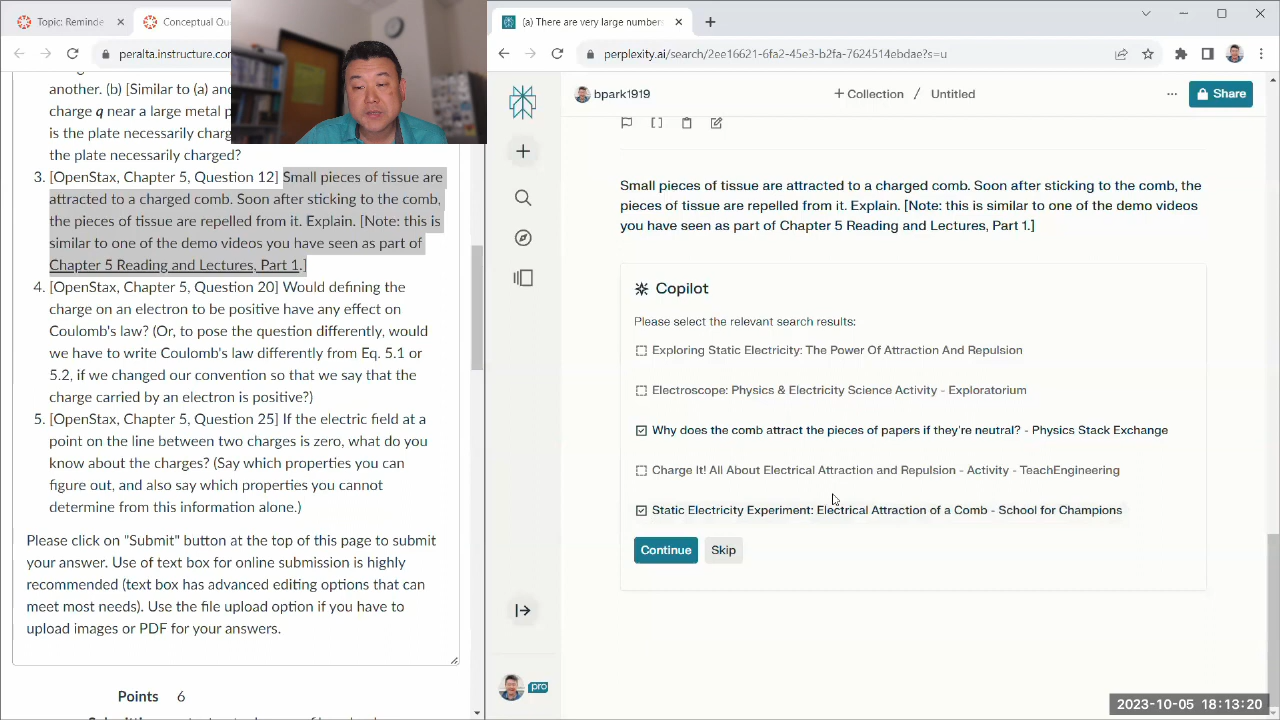 Topic: Reminde
Conceptual Qu
peralta.instructure.co
another. (b) [Similar to (a) an
charge q near a large metal p
is the plate necessarily charg
the plate necessarily charged?
3. [OpenStax, Chapter 5, Question 12] Small pieces of tissue are
attracted to a charged comb. Soon after sticking to the comb,
the pieces of tissue are repelled from it. Explain. [Note: this is
similar to one of the demo videos you have seen as part of
Chapter 5 Reading and Lectures, Part 1.]
4. [OpenStax, Chapter 5, Question 20] Would defining the
charge on an electron to be positive have any effect on
Coulomb's law? (Or, to pose the question differently, would
we have to write Coulomb's law differently from Eq. 5.1 or
5.2, if we changed our convention so that we say that the
charge carried by an electron is positive?)
5. [OpenStax, Chapter 5, Question 25] If the electric field at a
point on the line between two charges is zero, what do you
know about the charges? (Say which properties you can
figure out, and also say which properties you cannot
determine from this information alone.)
Please click on "Submit" button at the top of this page to submit
your answer. Use of text box for online submission is highly
recommended (text box has advanced editing options that can
meet most needs). Use the file upload option if you have to
upload images or PDF for your answers.
Points 6
(a) There are very large number
perplexity.ai/search/2ee16621-6fa2-45e3-b2fa-7624514ebdae?s=u
bpark1919
+ Collection / Untitled
Share
Small pieces of tissue are attracted to a charged comb. Soon after sticking to the comb, the
pieces of tissue are repelled from it. Explain. [Note: this is similar to one of the demo videos
you have seen as part of Chapter 5 Reading and Lectures, Part 1.]
Copilot
Please select the relevant search results:
Exploring Static Electricity: The Power Of Attraction And Repulsion
Electroscope: Physics & Electricity Science Activity - Exploratorium
Why does the comb attract the pieces of papers if they're neutral? - Physics Stack Exchange
Charge It! All About Electrical Attraction and Repulsion - Activity - TeachEngineering
Static Electricity Experiment: Electrical Attraction of a Comb - School for Champions
Continue Skip
pro
2023-10-05 18:13:20